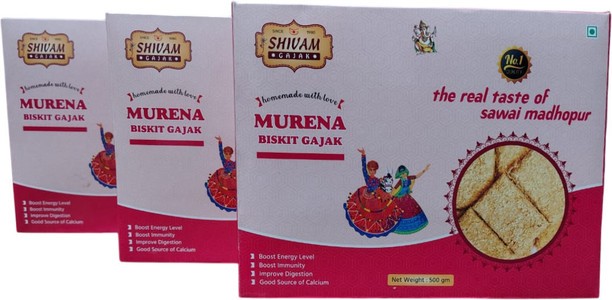 SINCE 1990
SHIVAM
GAJAK
homemade with love
MURENA
BISKIT GAJAK
Boost Energy Level
Boost Immunity
Improve Digestion
Good Source of Calcium
SHIVAM
GAJAK
homemade with love
MURENA
BISKIT GAJAK
Boost Energy Level
Boost Immunity
Improve Digestion
Good Source of Calcium
SHIVAM
GAJAK
homemade with love
MURENA
BISKIT GAJAK
No.1
the real taste of
sawai madhopur
Boost Energy Level
Boost Immunity
Improve Digestion
Good Source of Calcium
Net Weight : 500 gm